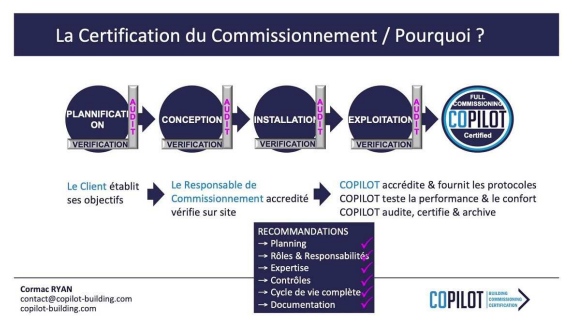 La Certification du Commissionnement / Pourquoi ?
PLANNIFICATI
ON
AUDIT
VERIFICATION
CONCEPTION
AUDIT
VERIFICATION
INSTALLATION
AUDIT
VERIFICATION
EXPLOITATION
AUDIT
VERIFICATION
FULL
COMMISSIONING
COPILOT
Certified
Le Client établit
ses objectifs
Le Responsable de
Commissionnement accredité
vérifie sur site
COPILOT accrédite & fournit les protocoles
COPILOT teste la performance & le confort
COPILOT audite, certifie & archive
RECOMMANDATIONS
→ Planning
→ Rôles & Responsabilités
→ Expertise
→ Contrôles
→ Cycle de vie complète
→ Documentation
Cormac RYAN
contact@copilot-building.com
copilot-building.com
COPILOT
BUILDING
COMMISSIONING
CERTIFICATION